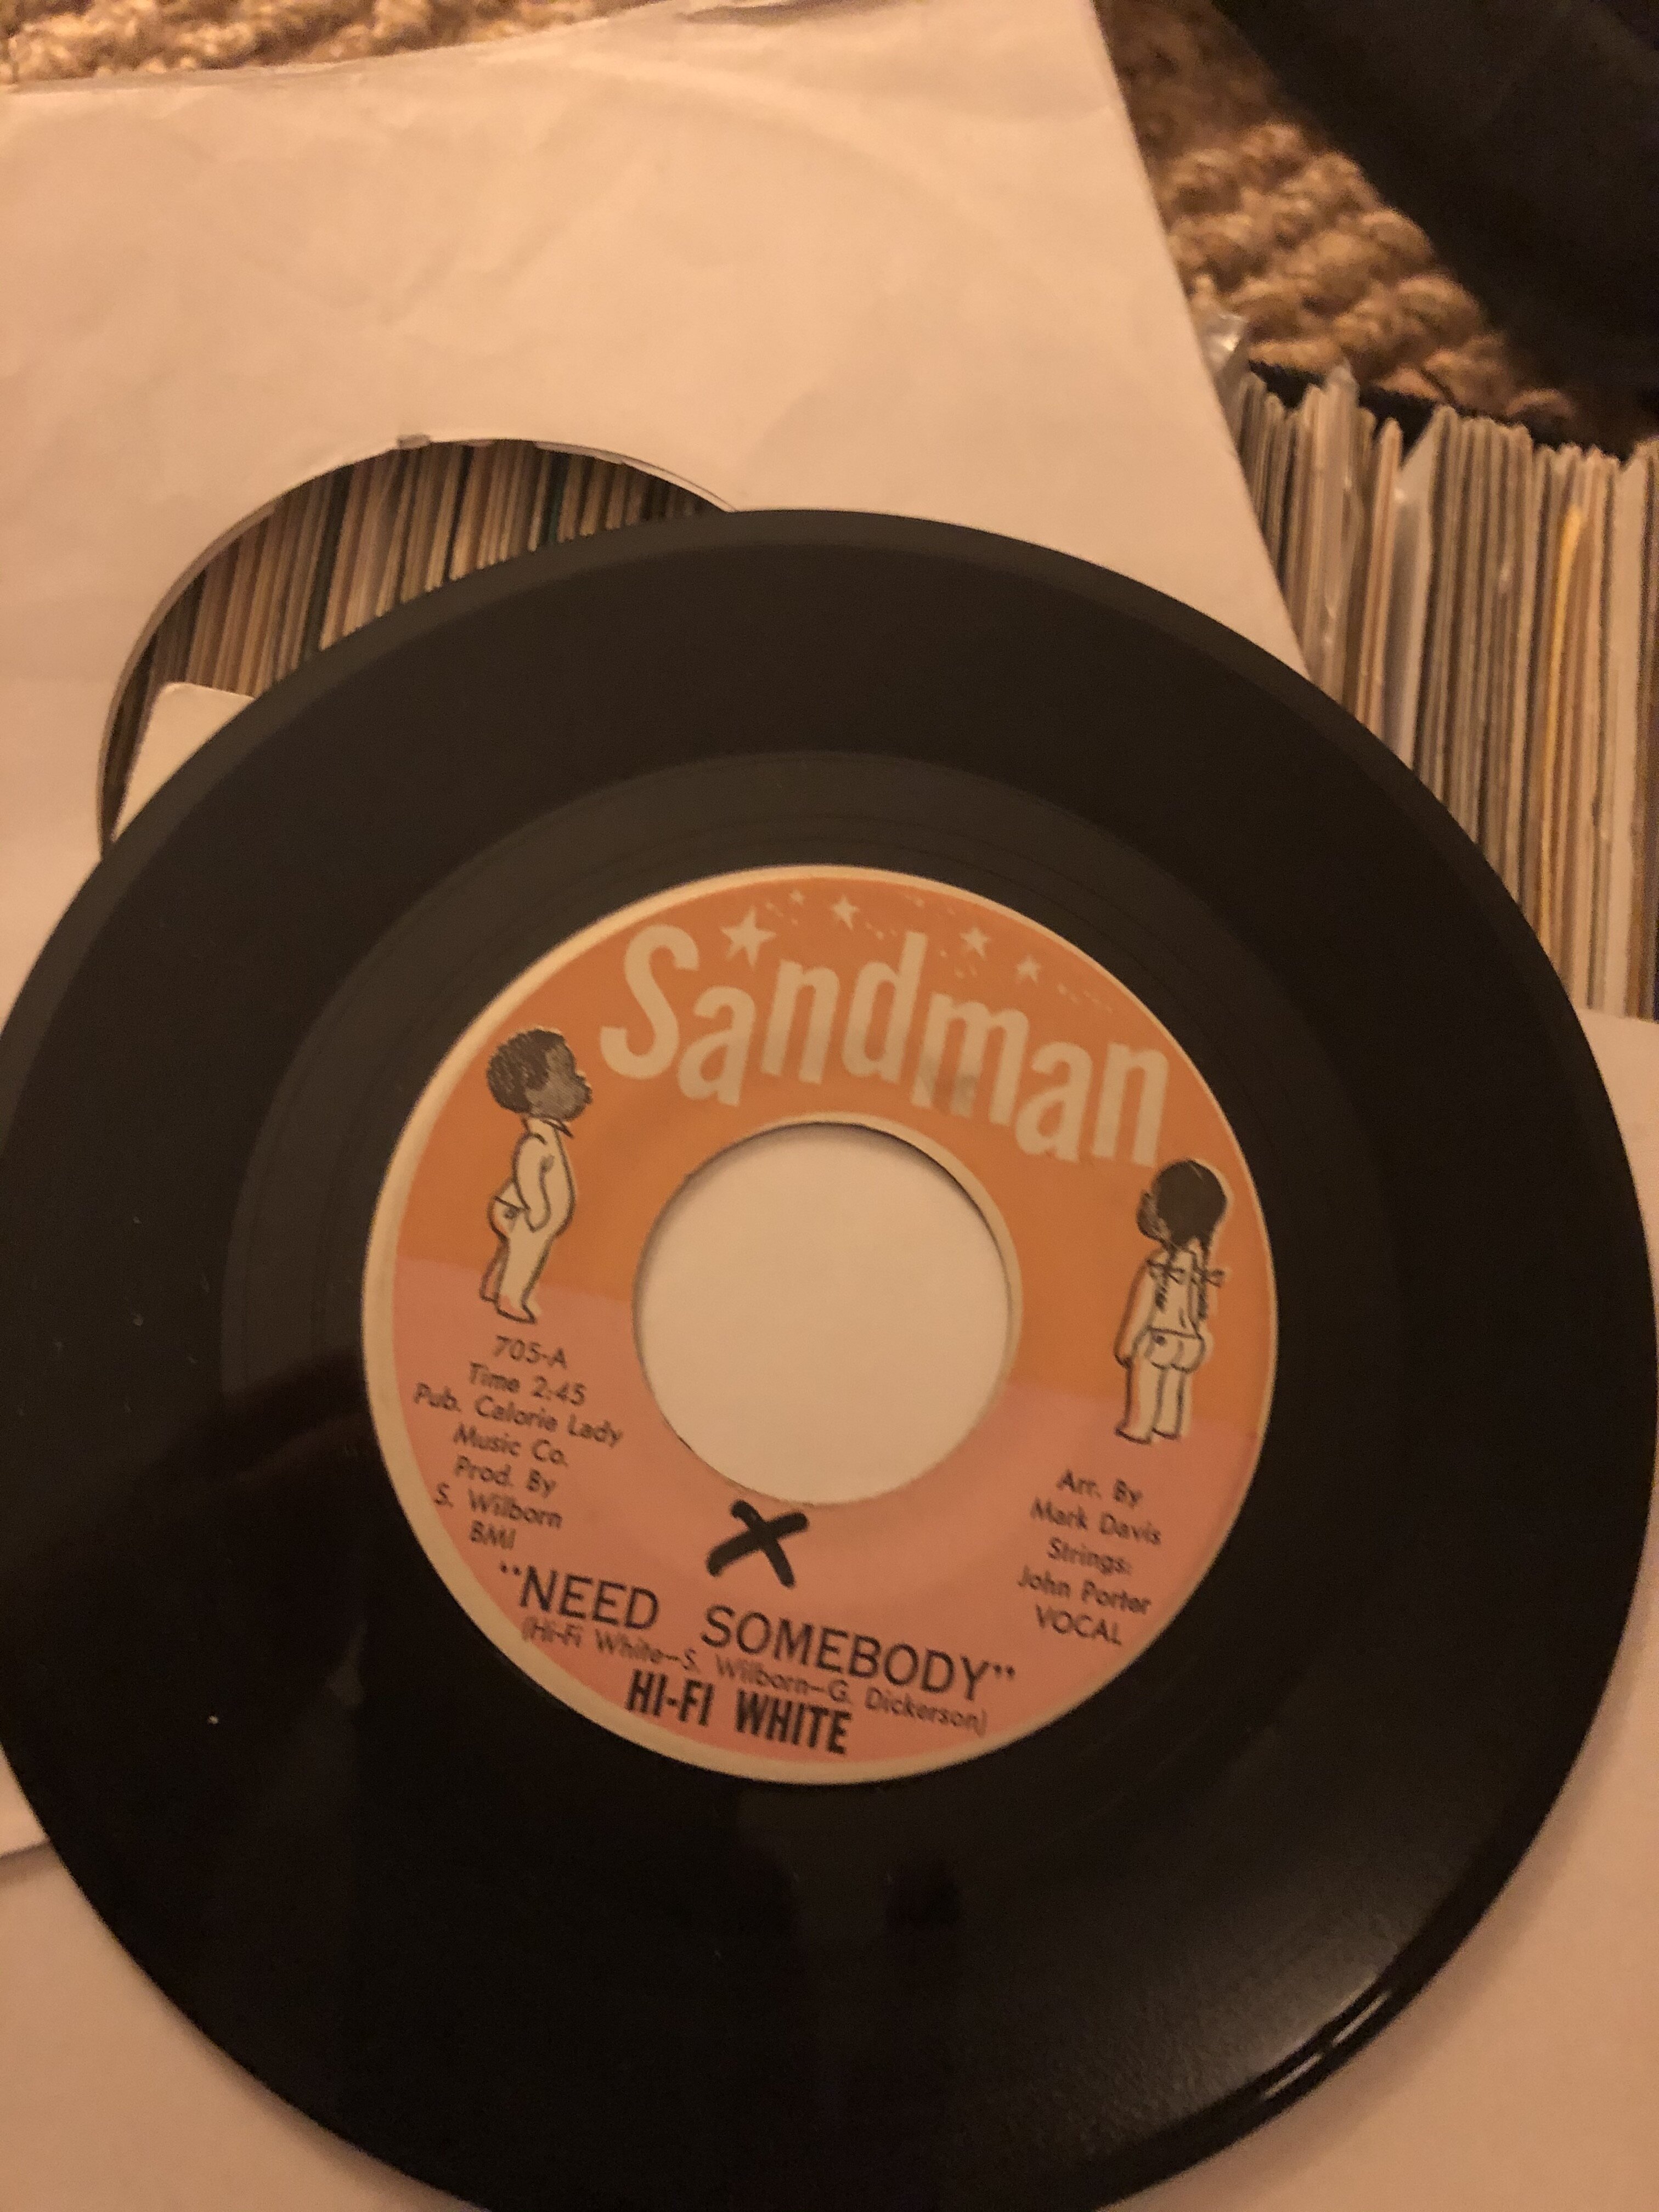 Sandman
705-A
Time 2:45
Pub. Calorie Lady
Music Co.
Prod. By
S. Wilborn
BMI
Arr. By
Mark Davis
Strings:
John Porter
VOCAL
X
"NEED SOMEBODY"
(Hi-Fi White-S. Wilborn-G. Dickerson)
HI-FI WHITE